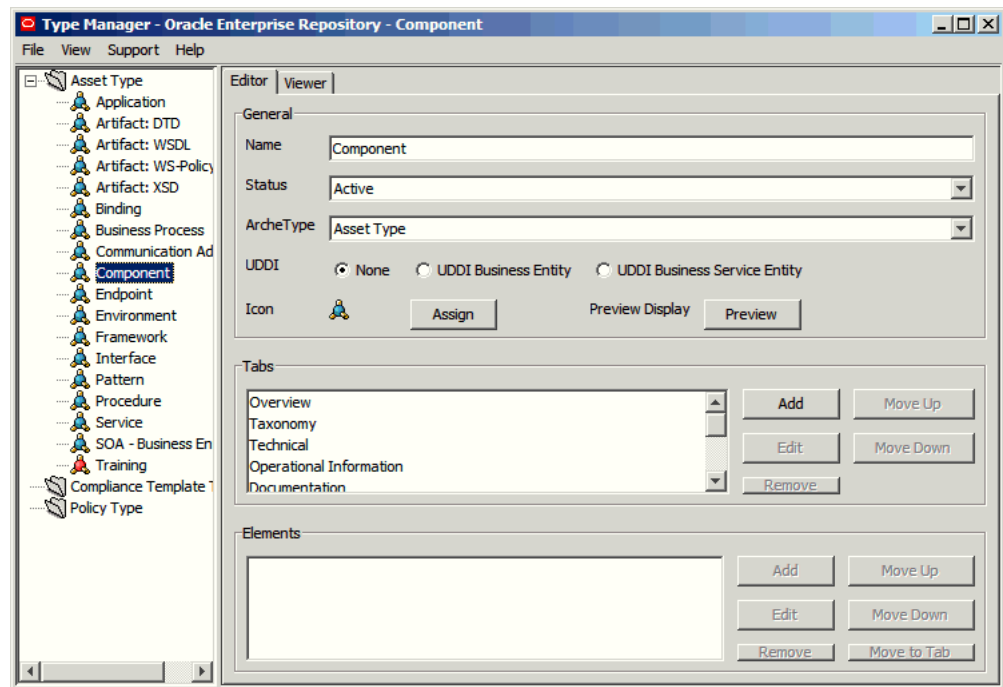 Type Manager - Oracle Enterprise Repository - Component
File View Support Help
Asset Type
Application
Artifact: DTD
Artifact: WSDL
Artifact: WS-Policy
Artifact: XSD
Binding
Business Process
Communication Ad
Component
Endpoint
Environment
Framework
Interface
Pattern
Procedure
Service
SOA - Business En
Training
Compliance Template T
Policy Type
Editor Viewer
General
Name Component
Status Active
ArcheType Asset Type
UDDI None UDDI Business Entity UDDI Business Service Entity
Icon Assign Preview Display Preview
Tabs
Overview
Taxonomy
Technical
Operational Information
Documentation
Add Move Up
Edit Move Down
Remove
Elements
Add Move Up
Edit Move Down
Remove Move to Tab